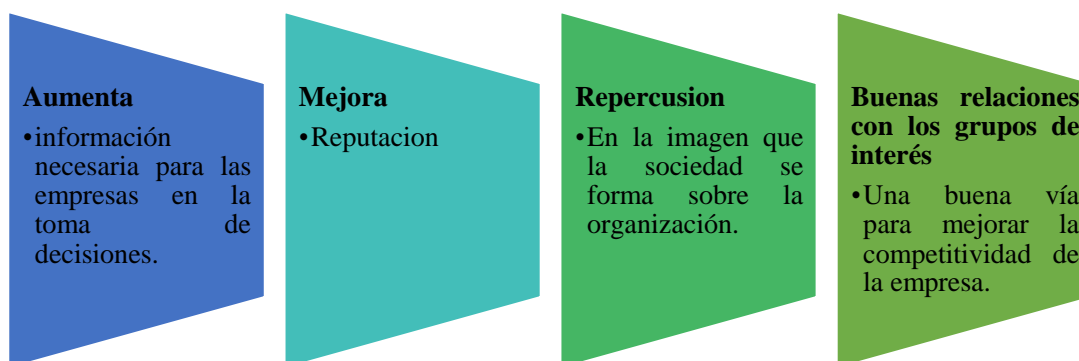 Aumenta
•información
necesaria para las
empresas en la
toma de
decisiones.
Mejora
•Reputacion
Repercusion
•En la imagen que
la sociedad se
forma sobre la
organización.
Buenas relaciones
con los grupos de
interés
•Una buena vía
para mejorar la
competitividad de
la empresa.